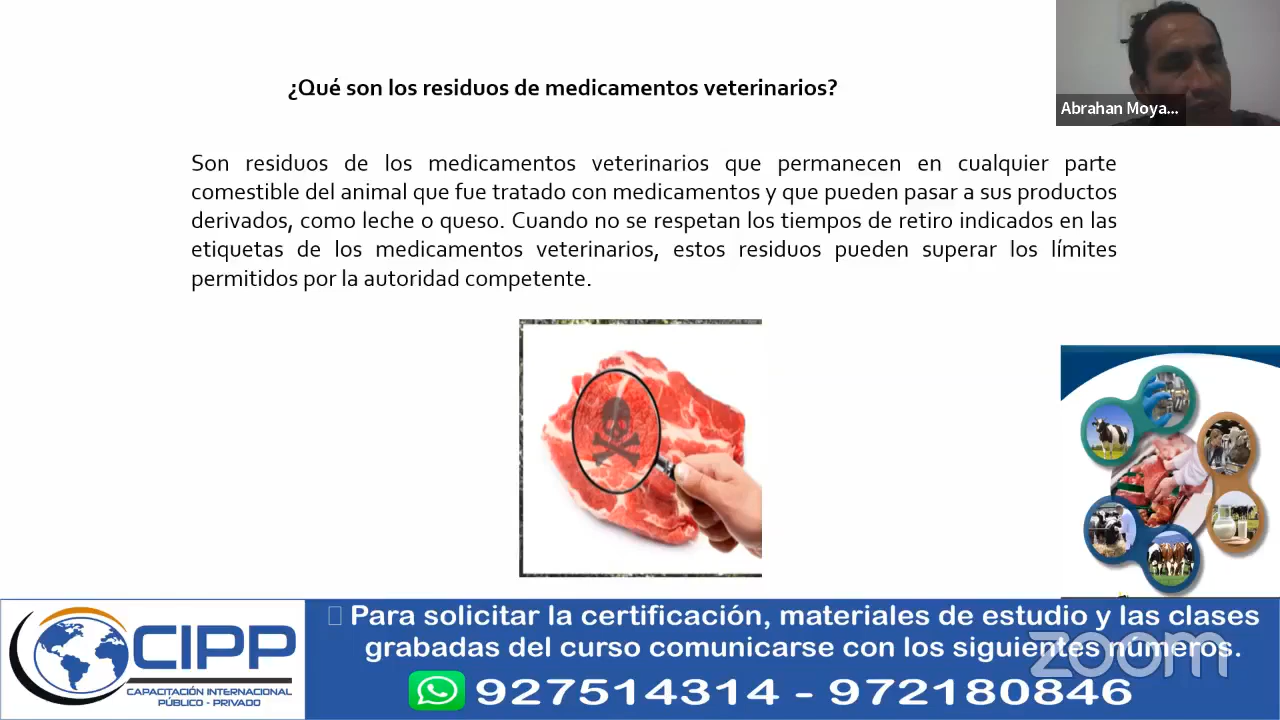 ¿Qué son los residuos de medicamentos veterinarios?
Abrahan Moya...
Son residuos de los medicamentos veterinarios que permanecen en cualquier parte
comestible del animal que fue tratado con medicamentos y que pueden pasar a sus productos
derivados, como leche o queso. Cuando no se respetan los tiempos de retiro indicados en las
etiquetas de los medicamentos veterinarios, estos residuos pueden superar los límites
permitidos por la autoridad competente.
CIPP
CAPACITACIÓN INTERNACIONAL
PÚBLICO - PRIVADO
Para solicitar la certificación, materiales de estudio y las clases
grabadas del curso comunicarse con los siguientes números.
zoom
927514314 - 972180846